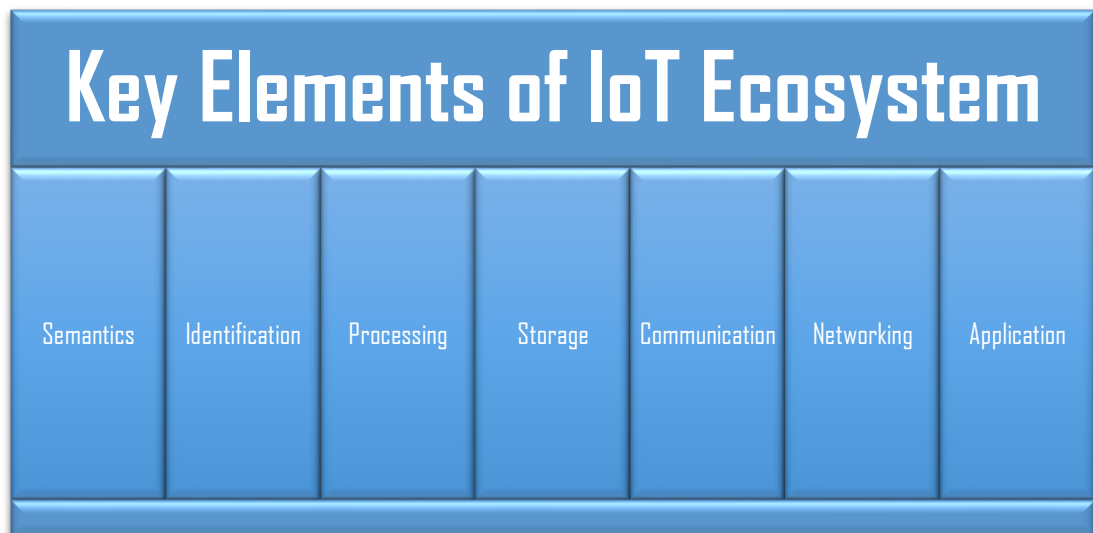 Key Elements of IoT Ecosystem
Semantics
Identification
Processing
Storage
Communication
Networking
Application